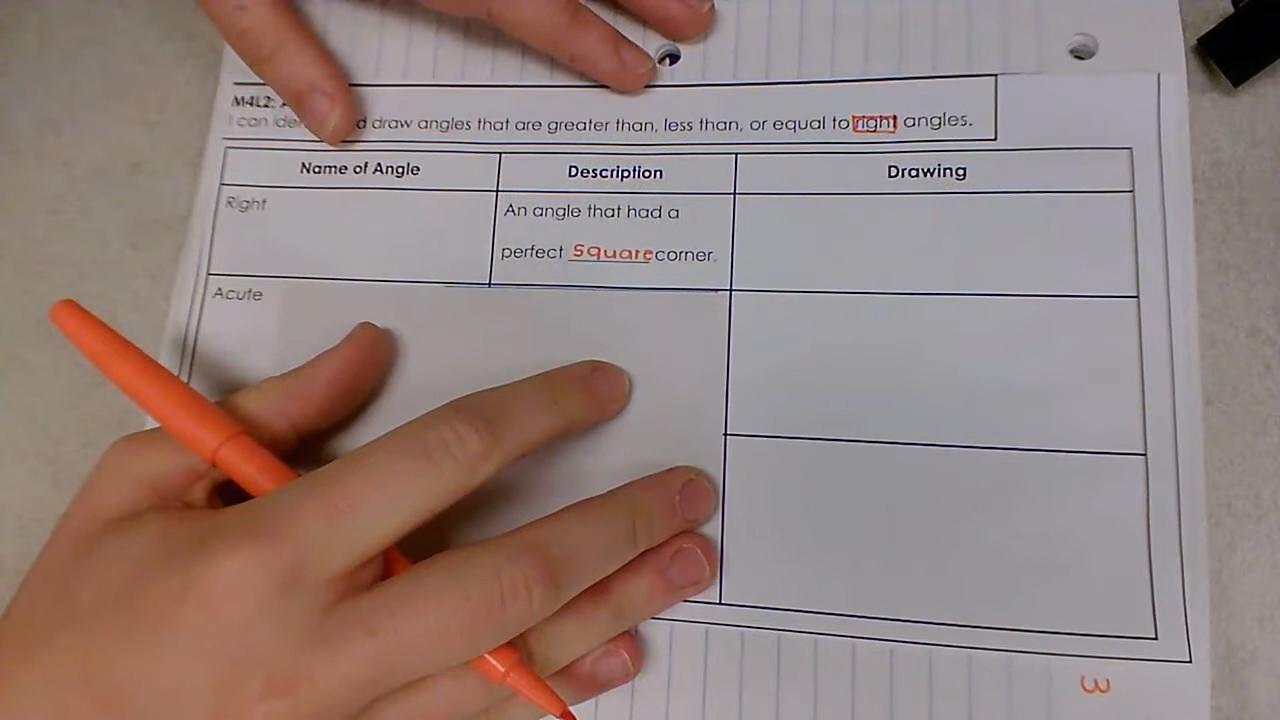 M4L2:
I can draw angles that are greater than, less than, or equal to right angles.
Name of Angle
Description
Drawing
Right
An angle that had a
perfect Square corner.
Acute
3